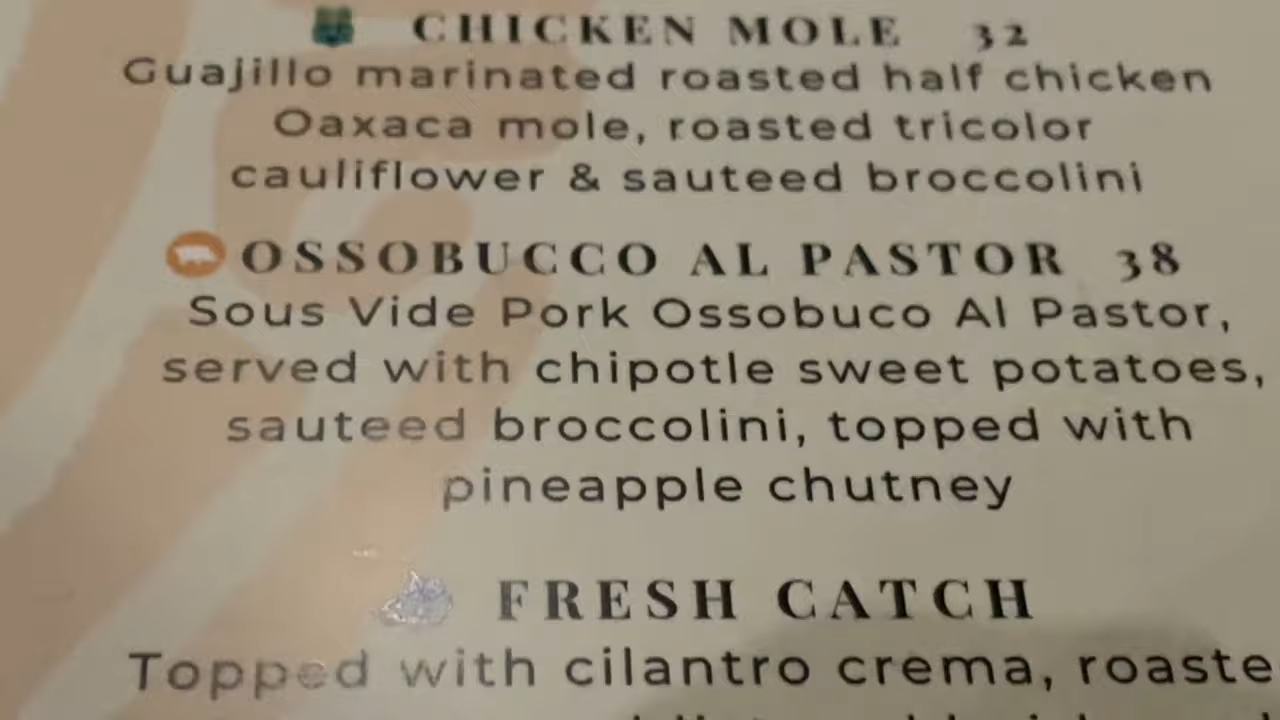 CHICKEN MOLE 32
Guajillo marinated roasted half chicken
Oaxaca mole, roasted tricolor
cauliflower & sauteed broccolini
OSSOBUCCO AL PASTOR 38
Sous Vide Pork Ossobuco Al Pastor,
served with chipotle sweet potatoes,
sauteed broccolini, topped with
pineapple chutney
FRESH CATCH
Topped with cilantro crema, roaste